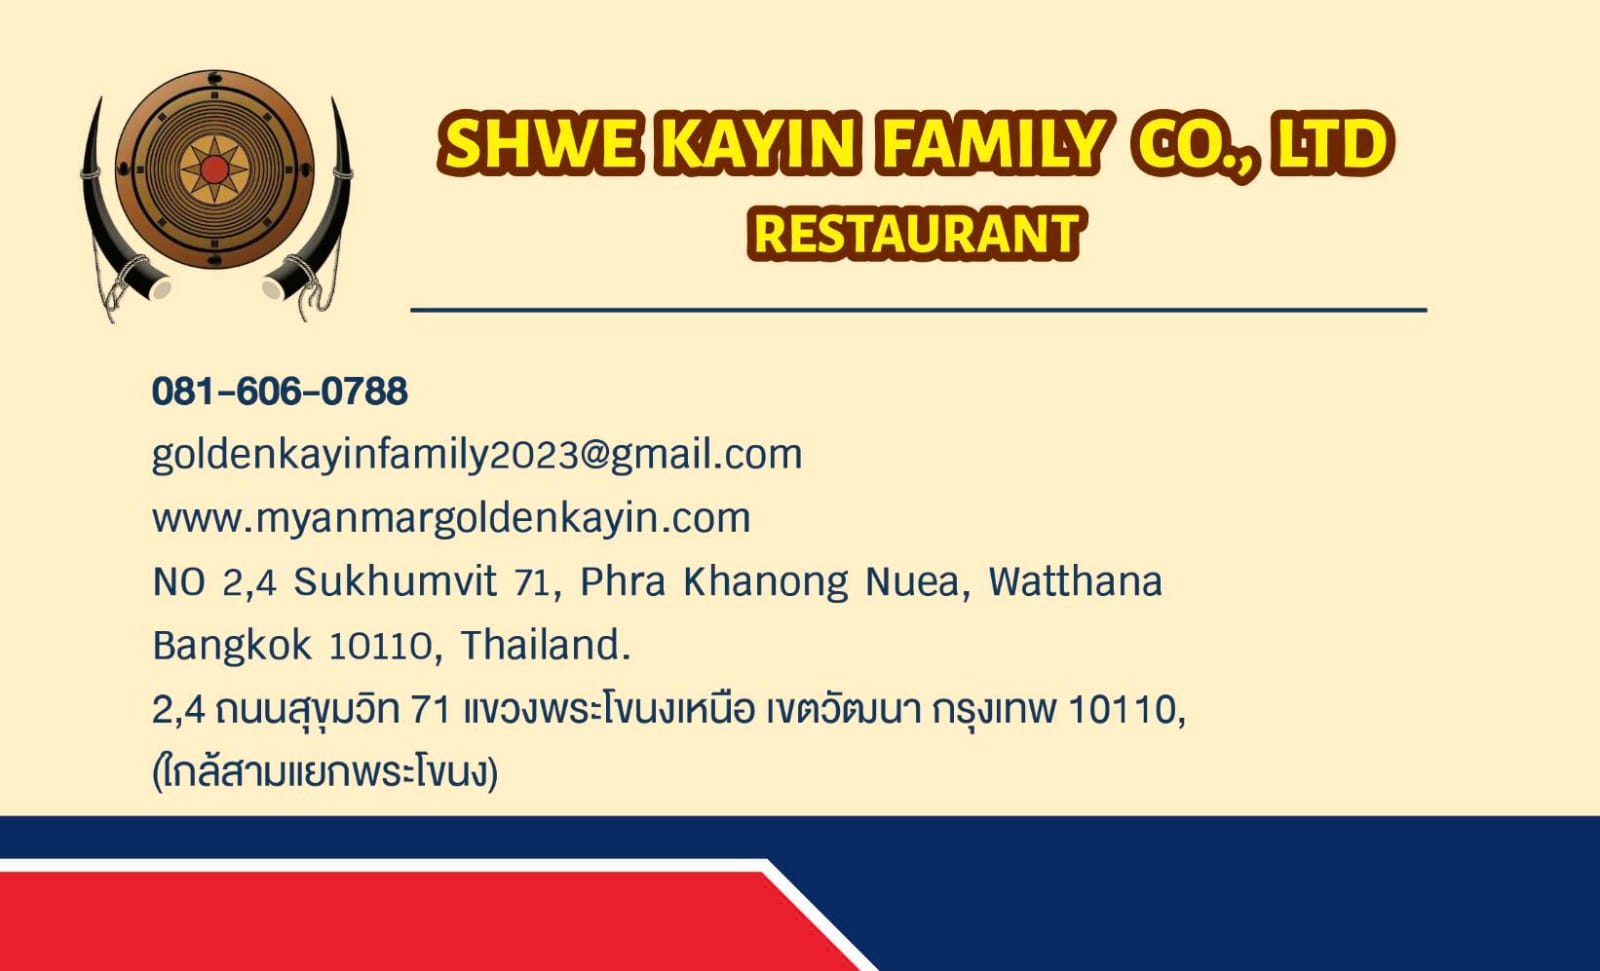 SHWE KAYIN FAMILY CO., LTD
RESTAURANT
081-606-0788
goldenkayinfamily2023@gmail.com
www.myanmargoldenkayin.com
NO 2,4 Sukhumvit 71, Phra Khanong Nuea, Watthana
Bangkok 10110, Thailand.
2,4 ถนนสุขุมวิท 71 แขวงพระโขนงเหนือ เขตวัฒนา กรุงเทพ 10110,
(ใกล้สามแยกพระโขนง)